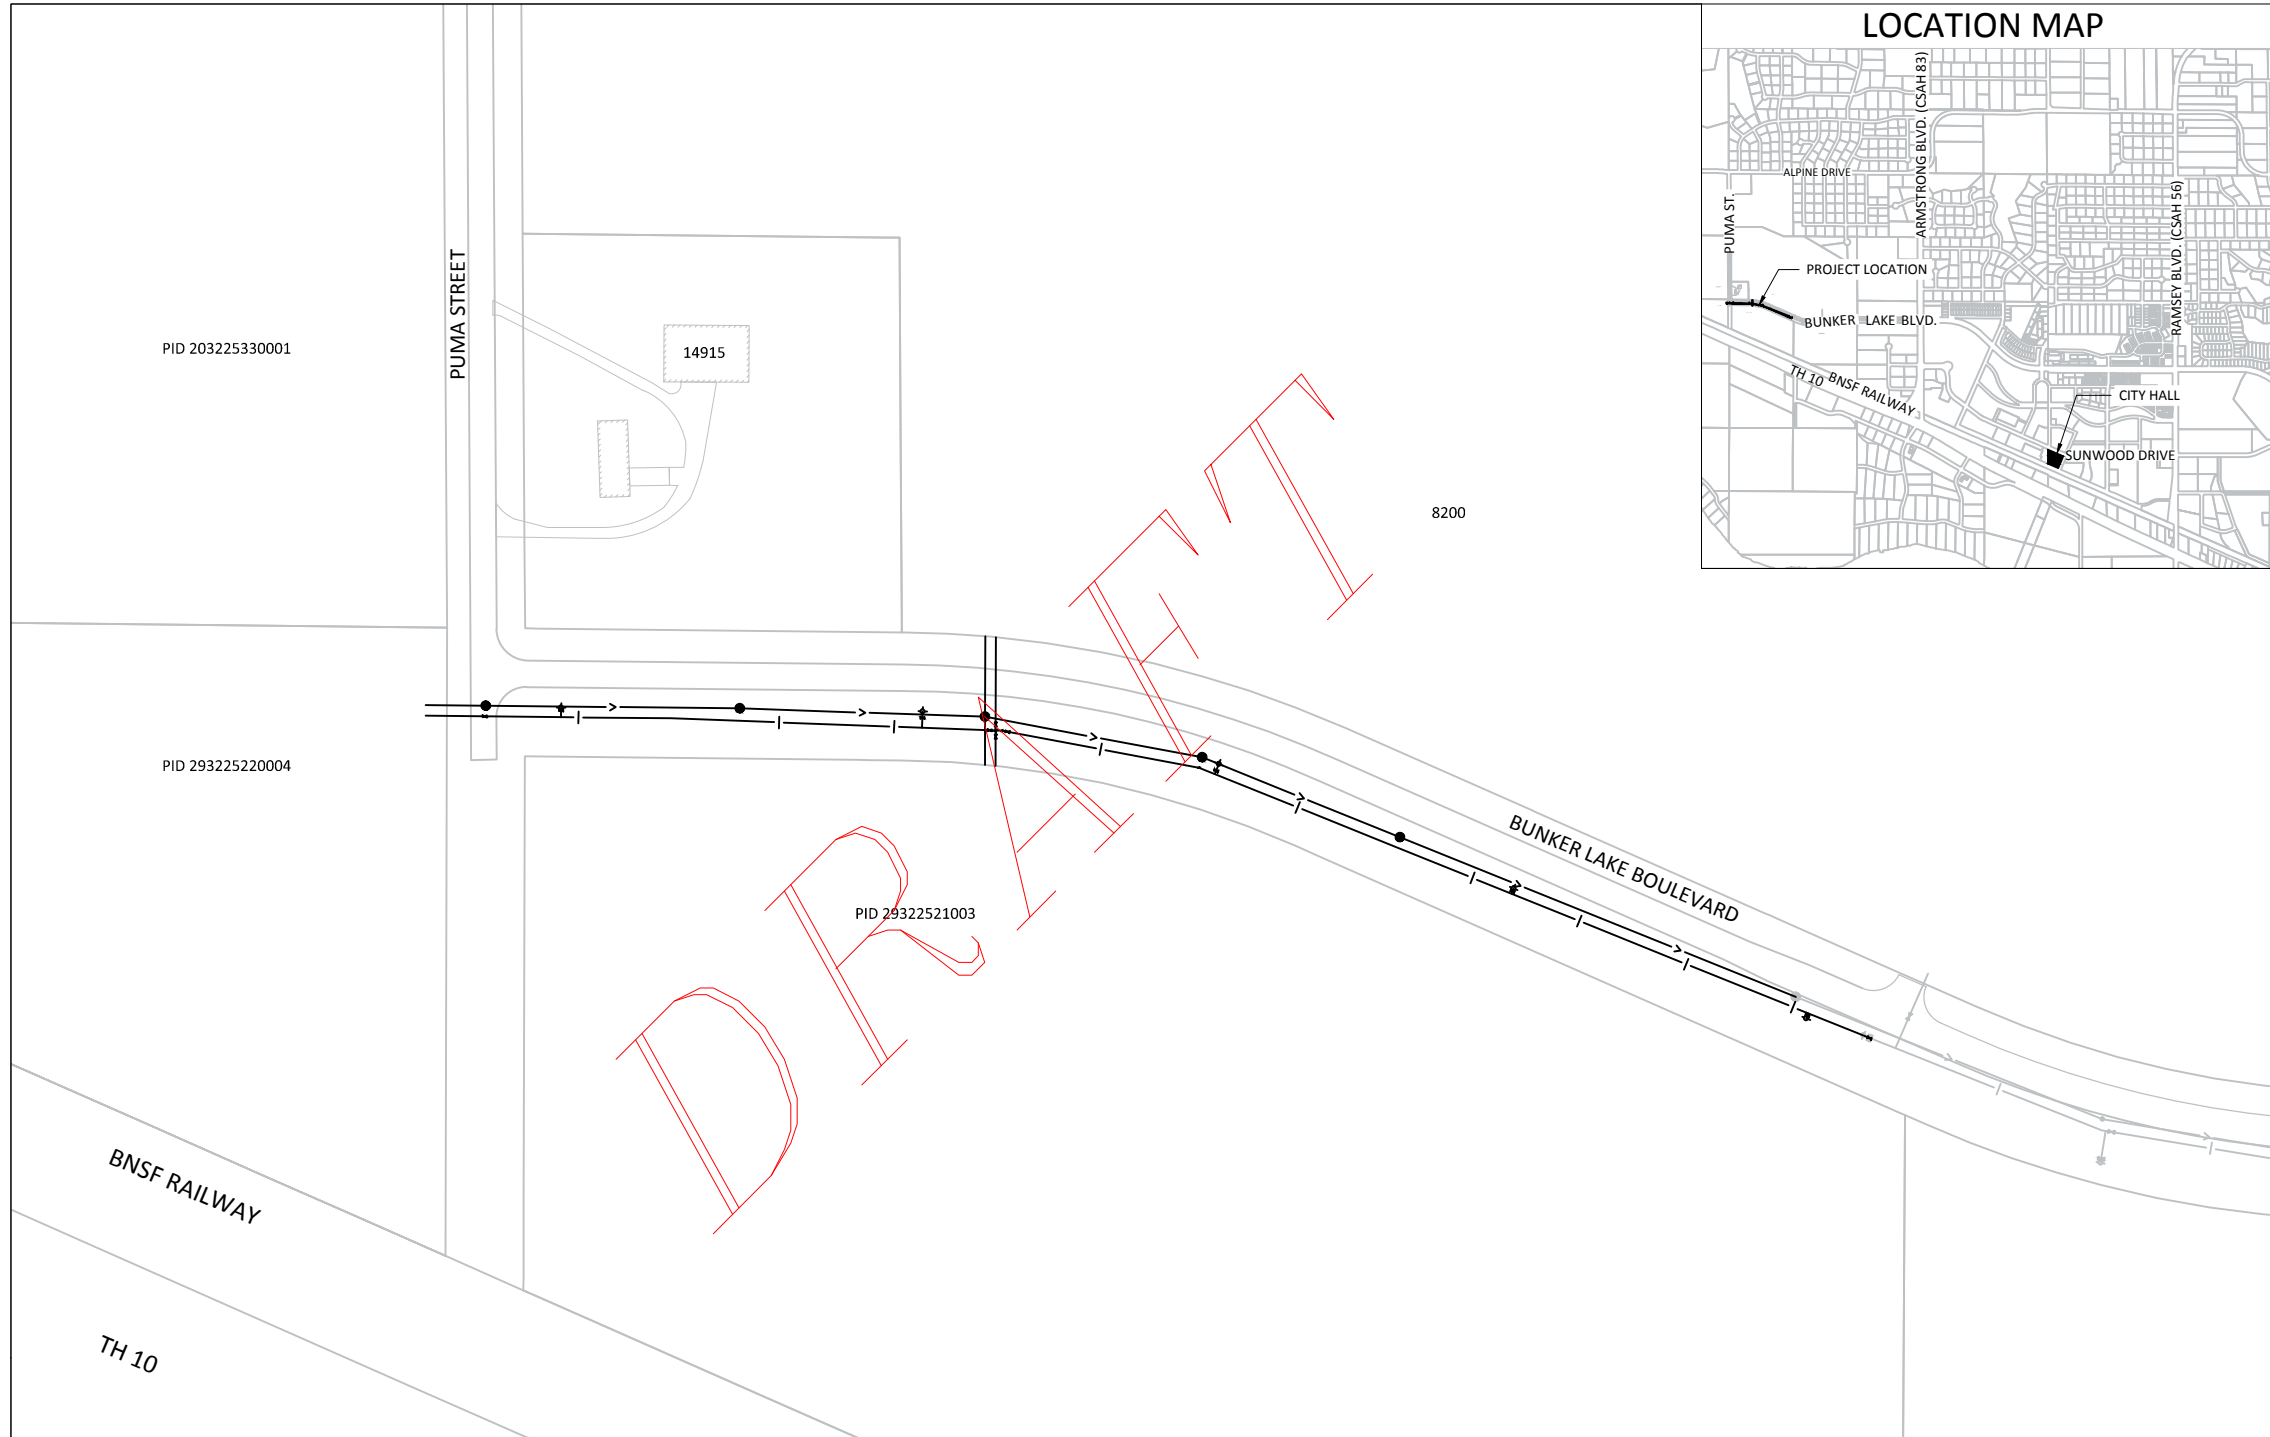 LOCATION MAP
ARMSTRONG BLVD. (CSAH 83)
ALPINE DRIVE
PUMA ST.
RAMSEY BLVD. (CSAH 56)
PROJECT LOCATION
BUNKER LAKE BLVD.
TH 10
BNSF RAILWAY
CITY HALL
SUNWOOD DRIVE
PUMA STREET
PID 203225330001
14915
8200
PID 293225220004
BUNKER LAKE BOULEVARD
PID 29322521003
DRAFT
BNSF RAILWAY
TH 10